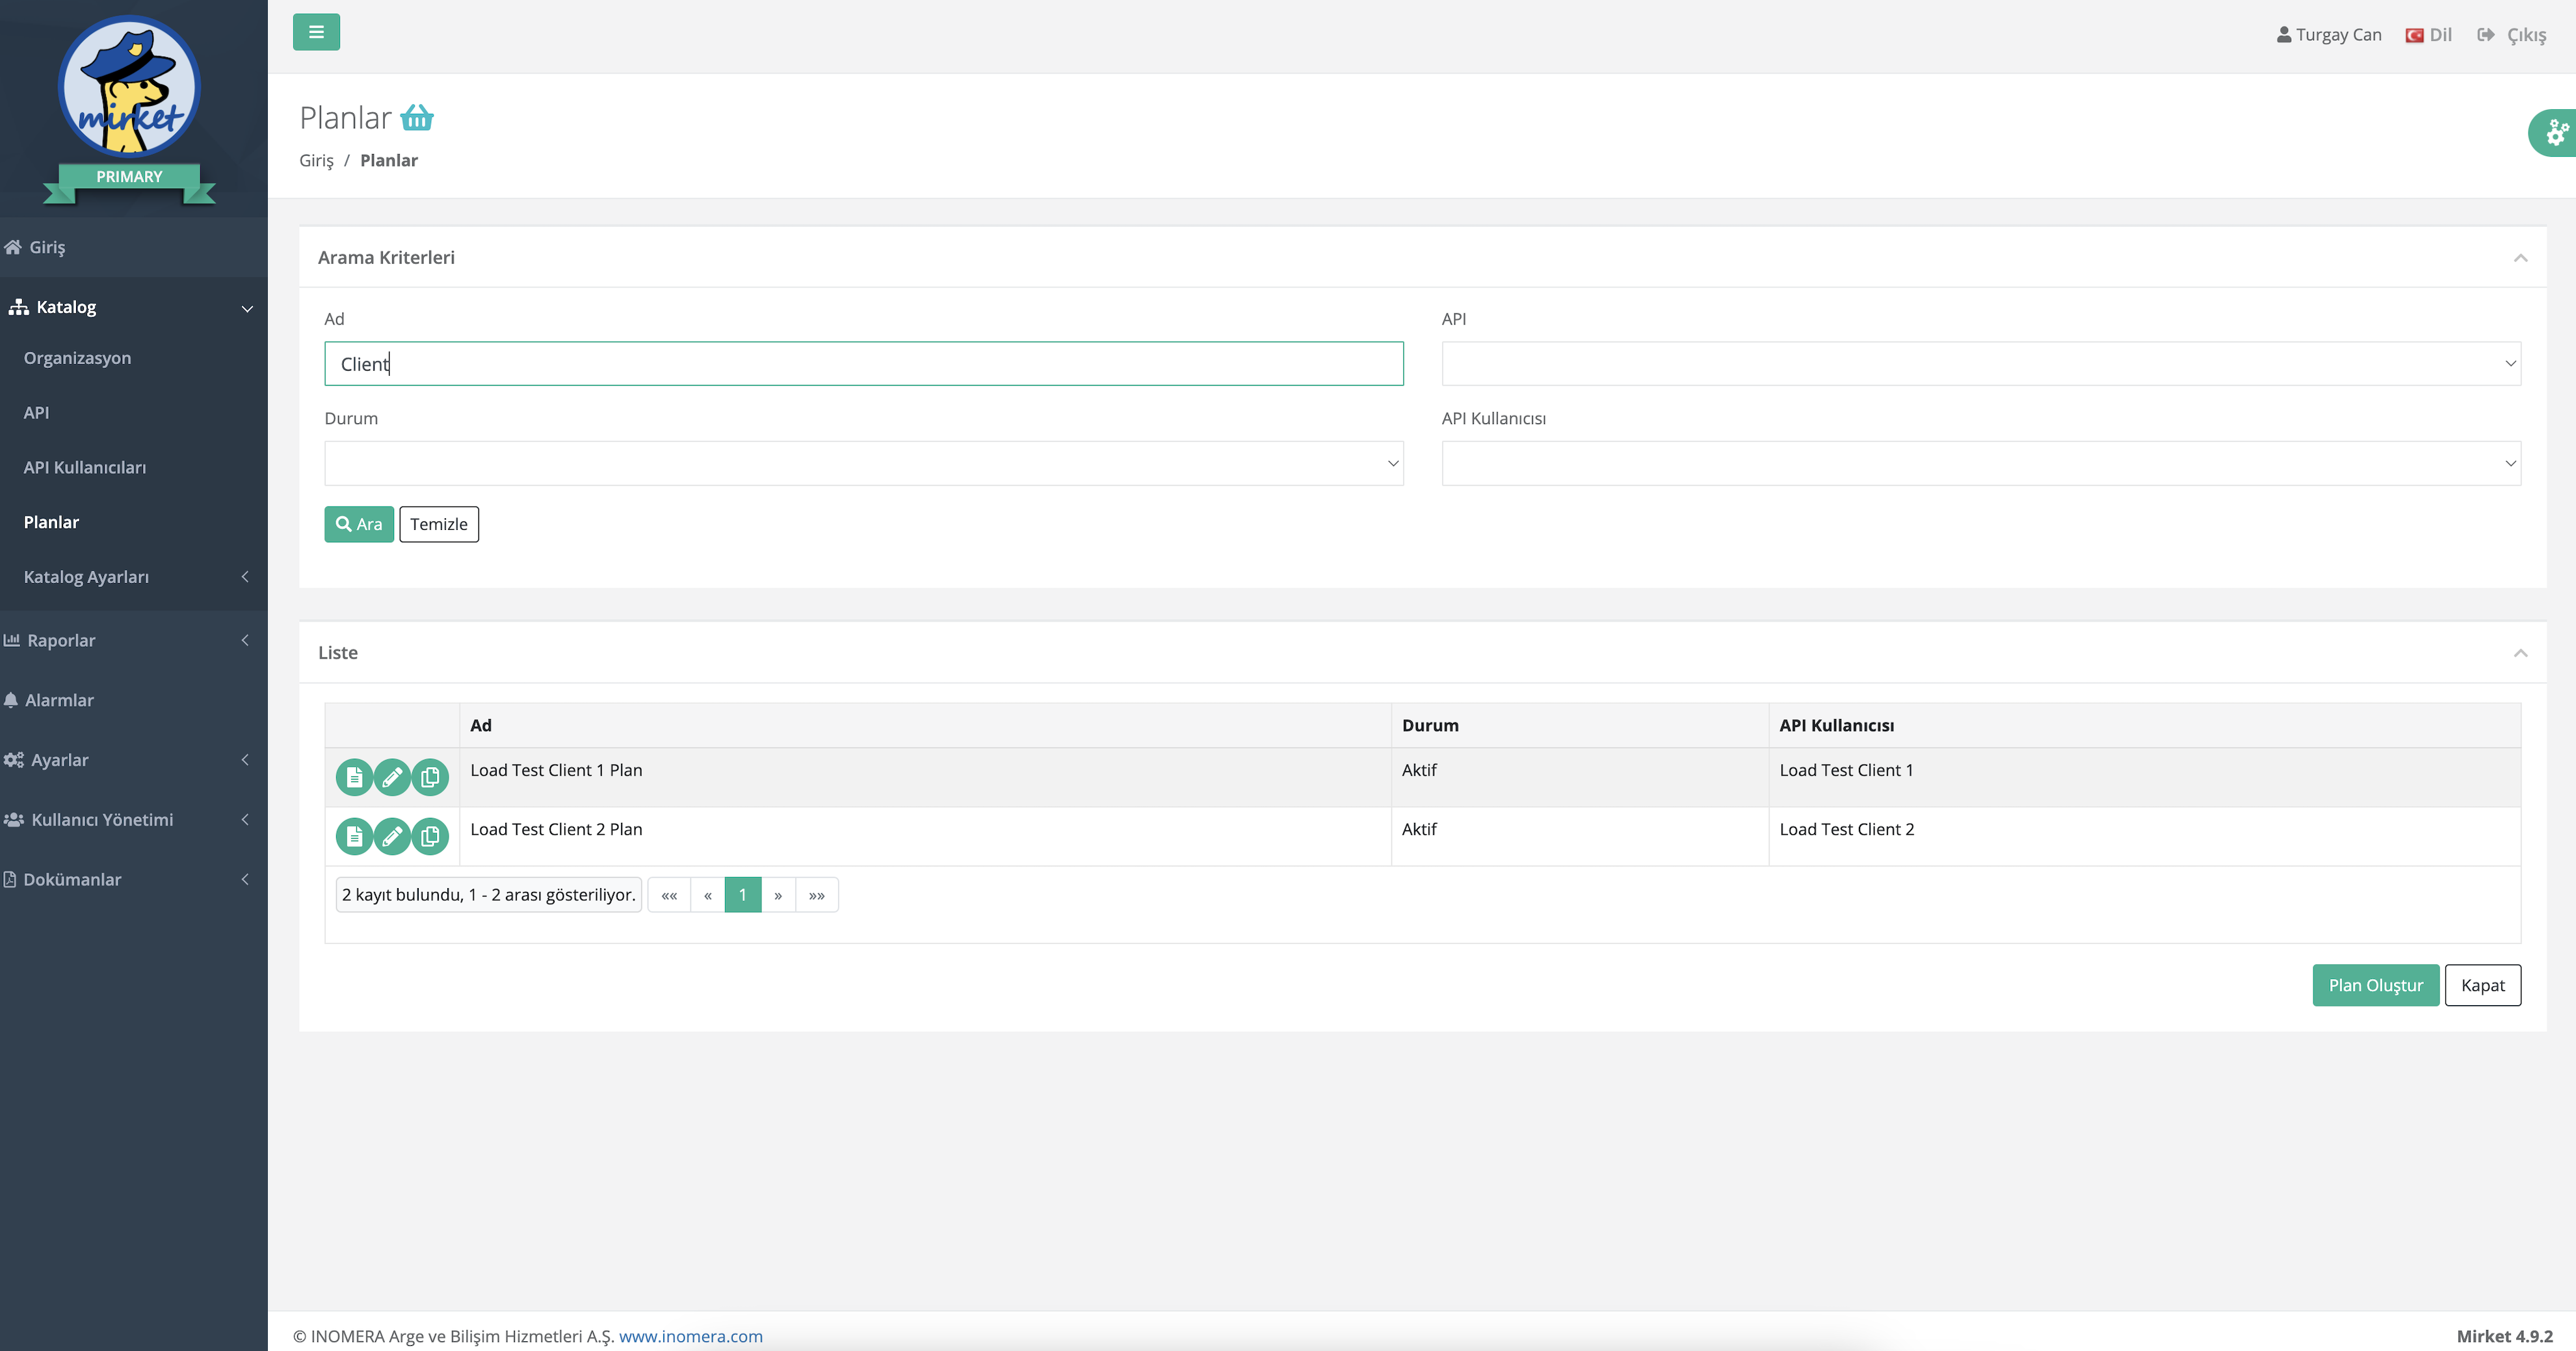 mirket
PRIMARY
Giriş
Katalog
Organizasyon
API
API Kullanıcıları
Planlar
Katalog Ayarları
Raporlar
Alarmlar
Ayarlar
Kullanıcı Yönetimi
Dokümanlar
Turgay Can Dil Çıkış
Planlar
Giriş / Planlar
Arama Kriterleri
Ad API
Client
Durum API Kullanıcısı
Ara Temizle
Liste
Ad Durum API Kullanıcısı
Load Test Client 1 Plan Aktif Load Test Client 1
Load Test Client 2 Plan Aktif Load Test Client 2
2 kayıt bulundu, 1 - 2 arası gösteriliyor. «« « 1 » »»
Plan Oluştur Kapat
© INOMERA Arge ve Bilişim Hizmetleri A.Ş. www.inomera.com Mirket 4.9.2